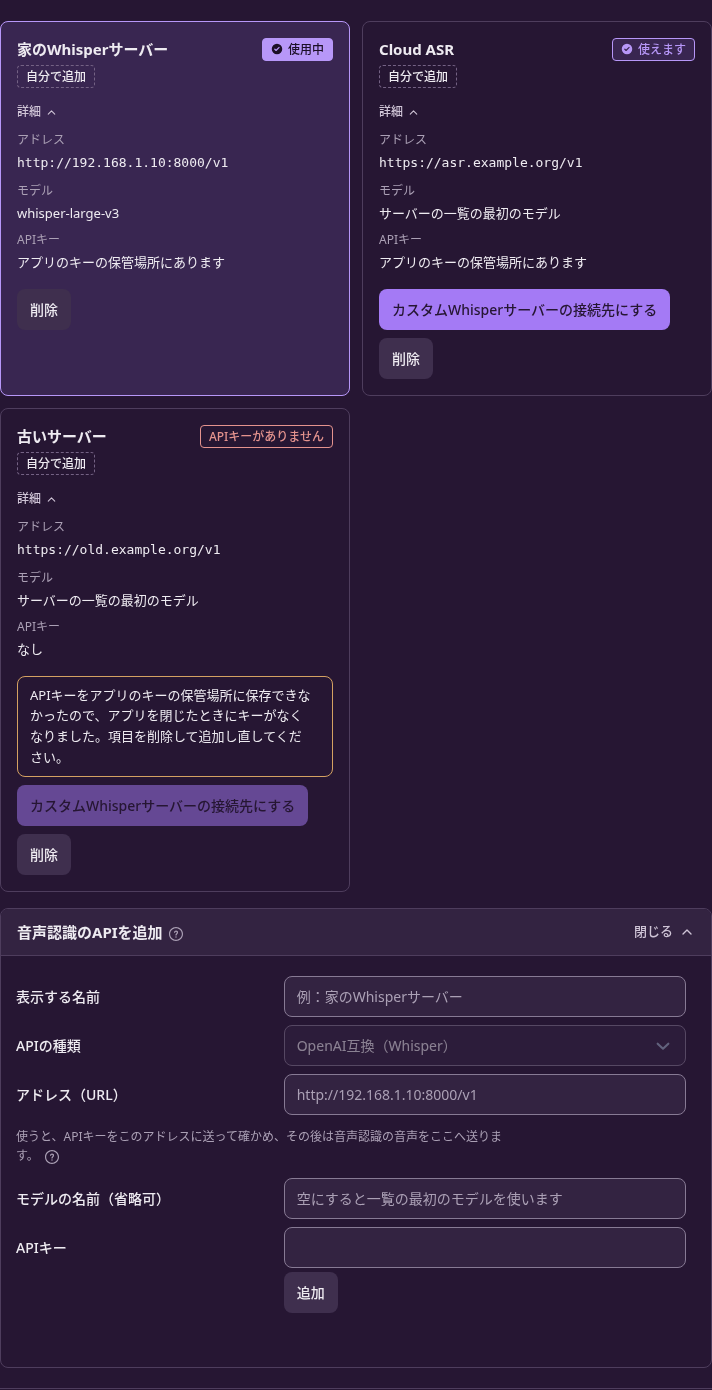 家のWhisperサーバー
使用中
自分で追加
詳細
アドレス
http://192.168.1.10:8000/v1
モデル
whisper-large-v3
APIキー
アプリのキーの保管場所にあります
削除
Cloud ASR
使えます
自分で追加
詳細
アドレス
https://asr.example.org/v1
モデル
サーバーの一覧の最初のモデル
APIキー
アプリのキーの保管場所にあります
カスタムWhisperサーバーの接続先にする
削除
古いサーバー
APIキーがありません
自分で追加
詳細
アドレス
https://old.example.org/v1
モデル
サーバーの一覧の最初のモデル
APIキー
なし
APIキーをアプリのキーの保管場所に保存できな
かったので、アプリを閉じたときにキーがなく
なりました。項目を削除して追加し直してくだ
さい。
カスタムWhisperサーバーの接続先にする
削除
音声認識のAPIを追加 ?
閉じる
表示する名前
例：家のWhisperサーバー
APIの種類
OpenAI互換（Whisper）
アドレス（URL）
http://192.168.1.10:8000/v1
使うと、APIキーをこのアドレスに送って確かめ、その後は音声認識の音声をここへ送りま
す。 ?
モデルの名前（省略可）
空にすると一覧の最初のモデルを使います
APIキー
追加